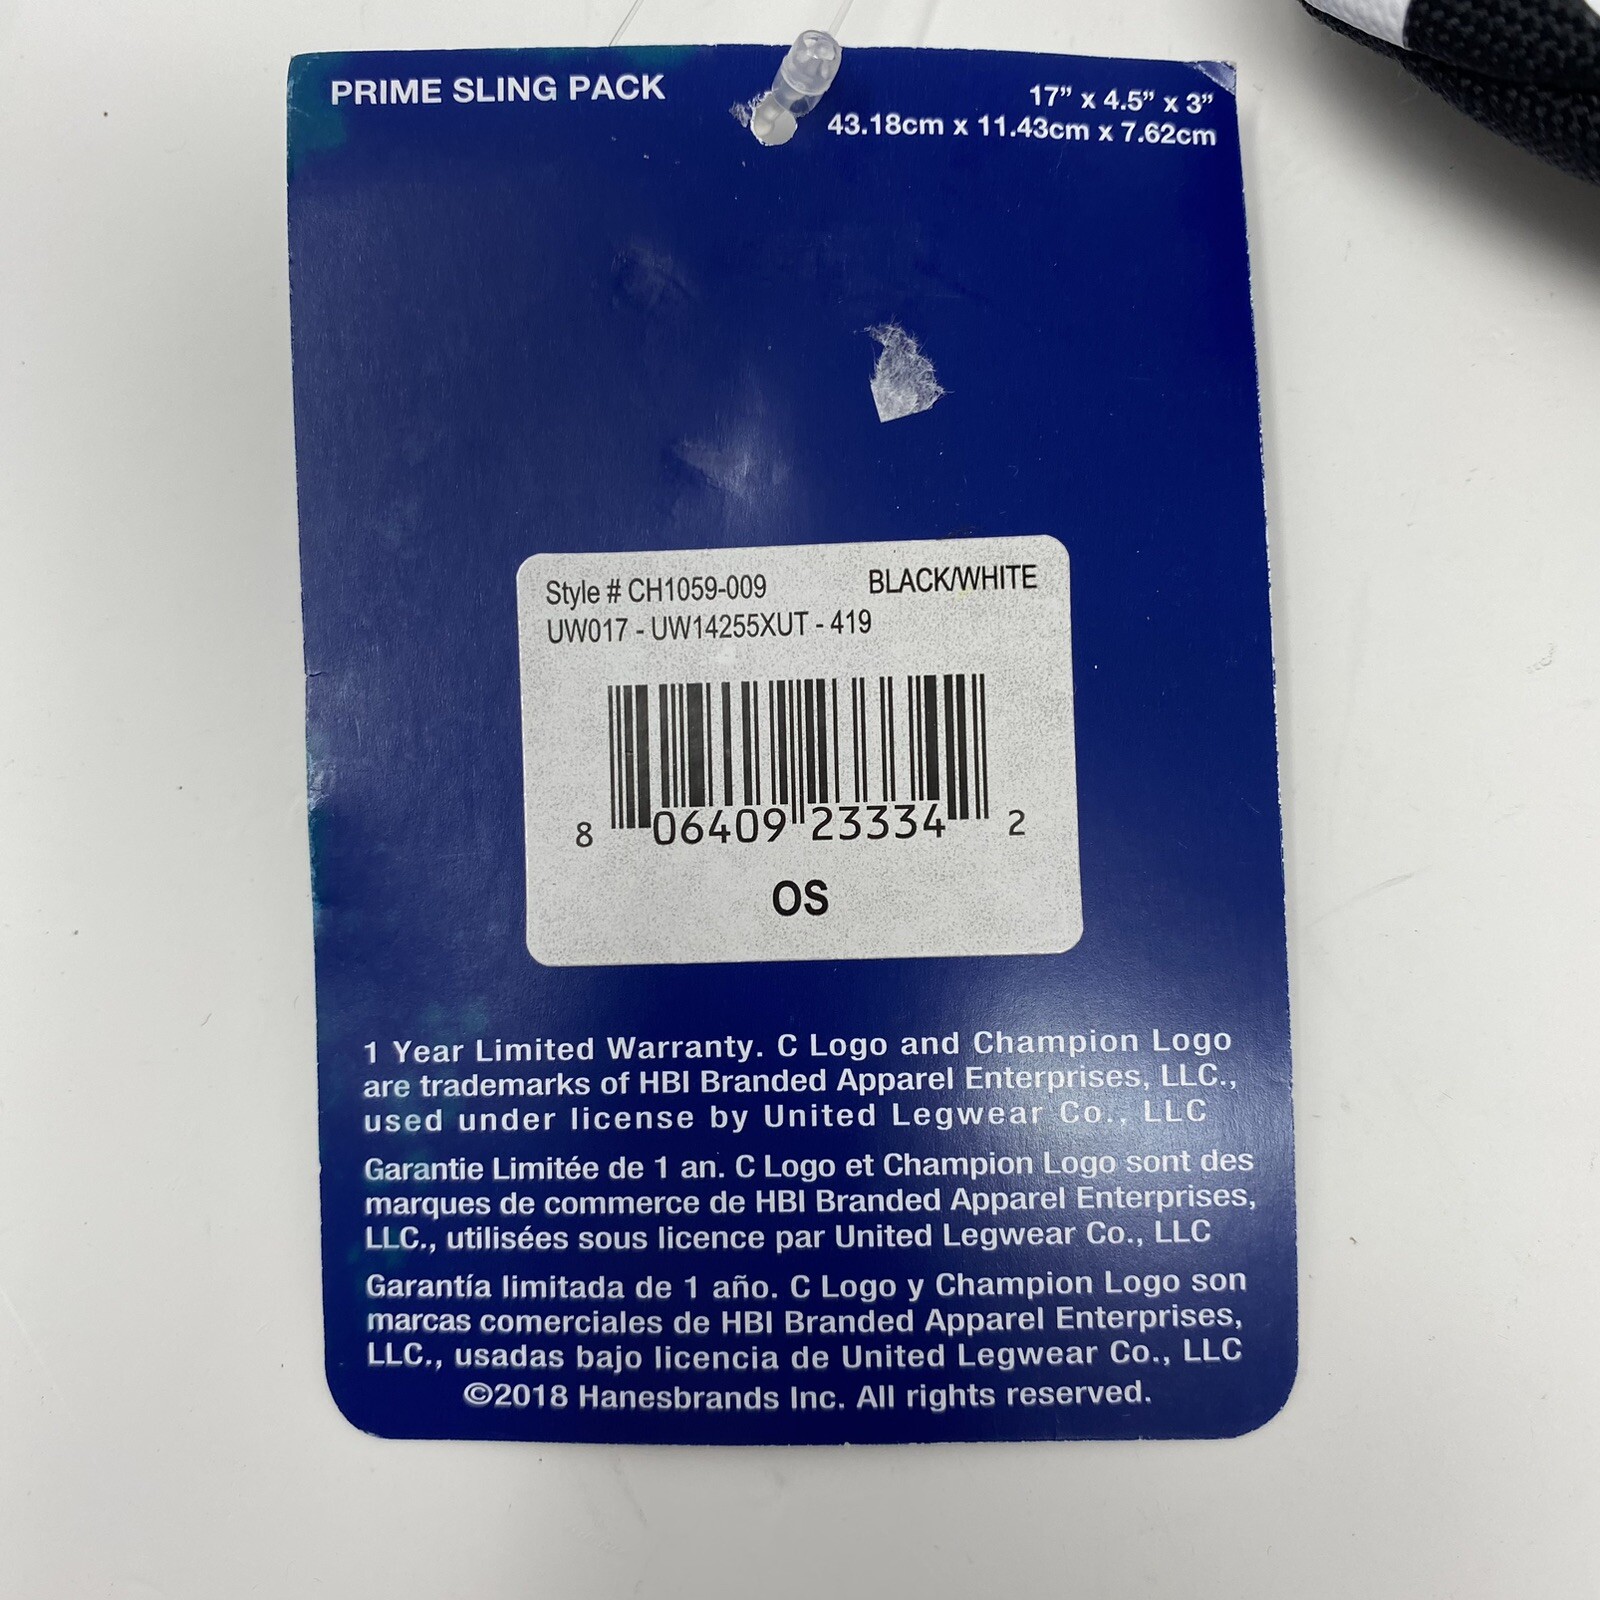 PRIME SLING PACK
17” x 4.5” x 3”
43.18cm x 11.43cm x 7.62cm
Style # CH1059-009 BLACK/WHITE
UW017 - UW14255XUT - 419
8 06409 23334 2
OS
1 Year Limited Warranty. C Logo and Champion Logo
are trademarks of HBI Branded Apparel Enterprises, LLC.,
used under license by United Legwear Co., LLC
Garantie Limitée de 1 an. C Logo et Champion Logo sont des
marques de commerce de HBI Branded Apparel Enterprises,
LLC., utilisées sous licence par United Legwear Co., LLC
Garantía limitada de 1 año. C Logo y Champion Logo son
marcas comerciales de HBI Branded Apparel Enterprises,
LLC., usadas bajo licencia de United Legwear Co., LLC
©2018 Hanesbrands Inc. All rights reserved.